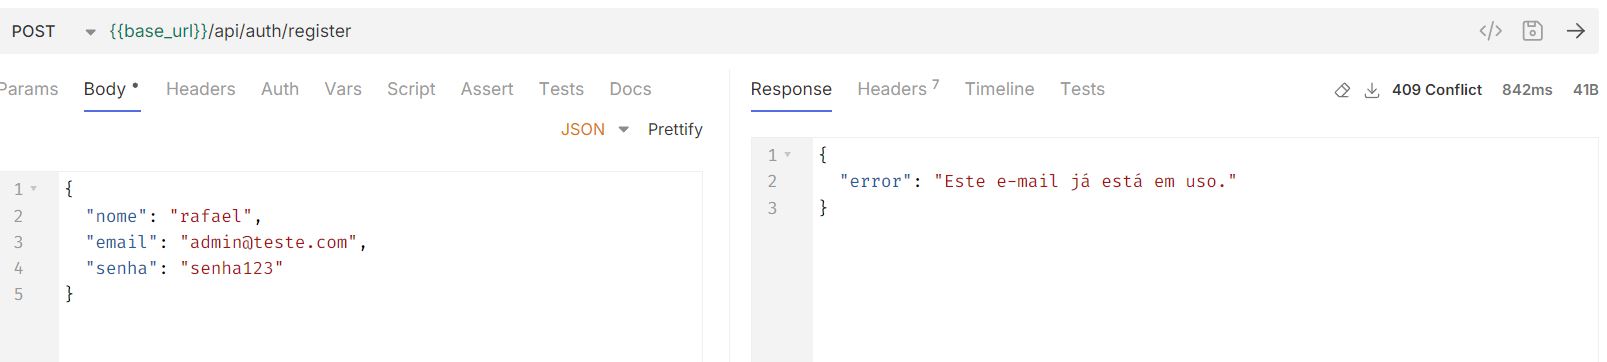 POST {{base_url}}/api/auth/register
Params Body Headers Auth Vars Script Assert Tests Docs
JSON Prettify
1 {
2 "nome": "rafael",
3 "email": "admin@teste.com",
4 "senha": "senha123"
5 }
Response Headers 7 Timeline Tests 409 Conflict 842ms 41B
1 {
2 "error": "Este e-mail já está em uso."
3 }